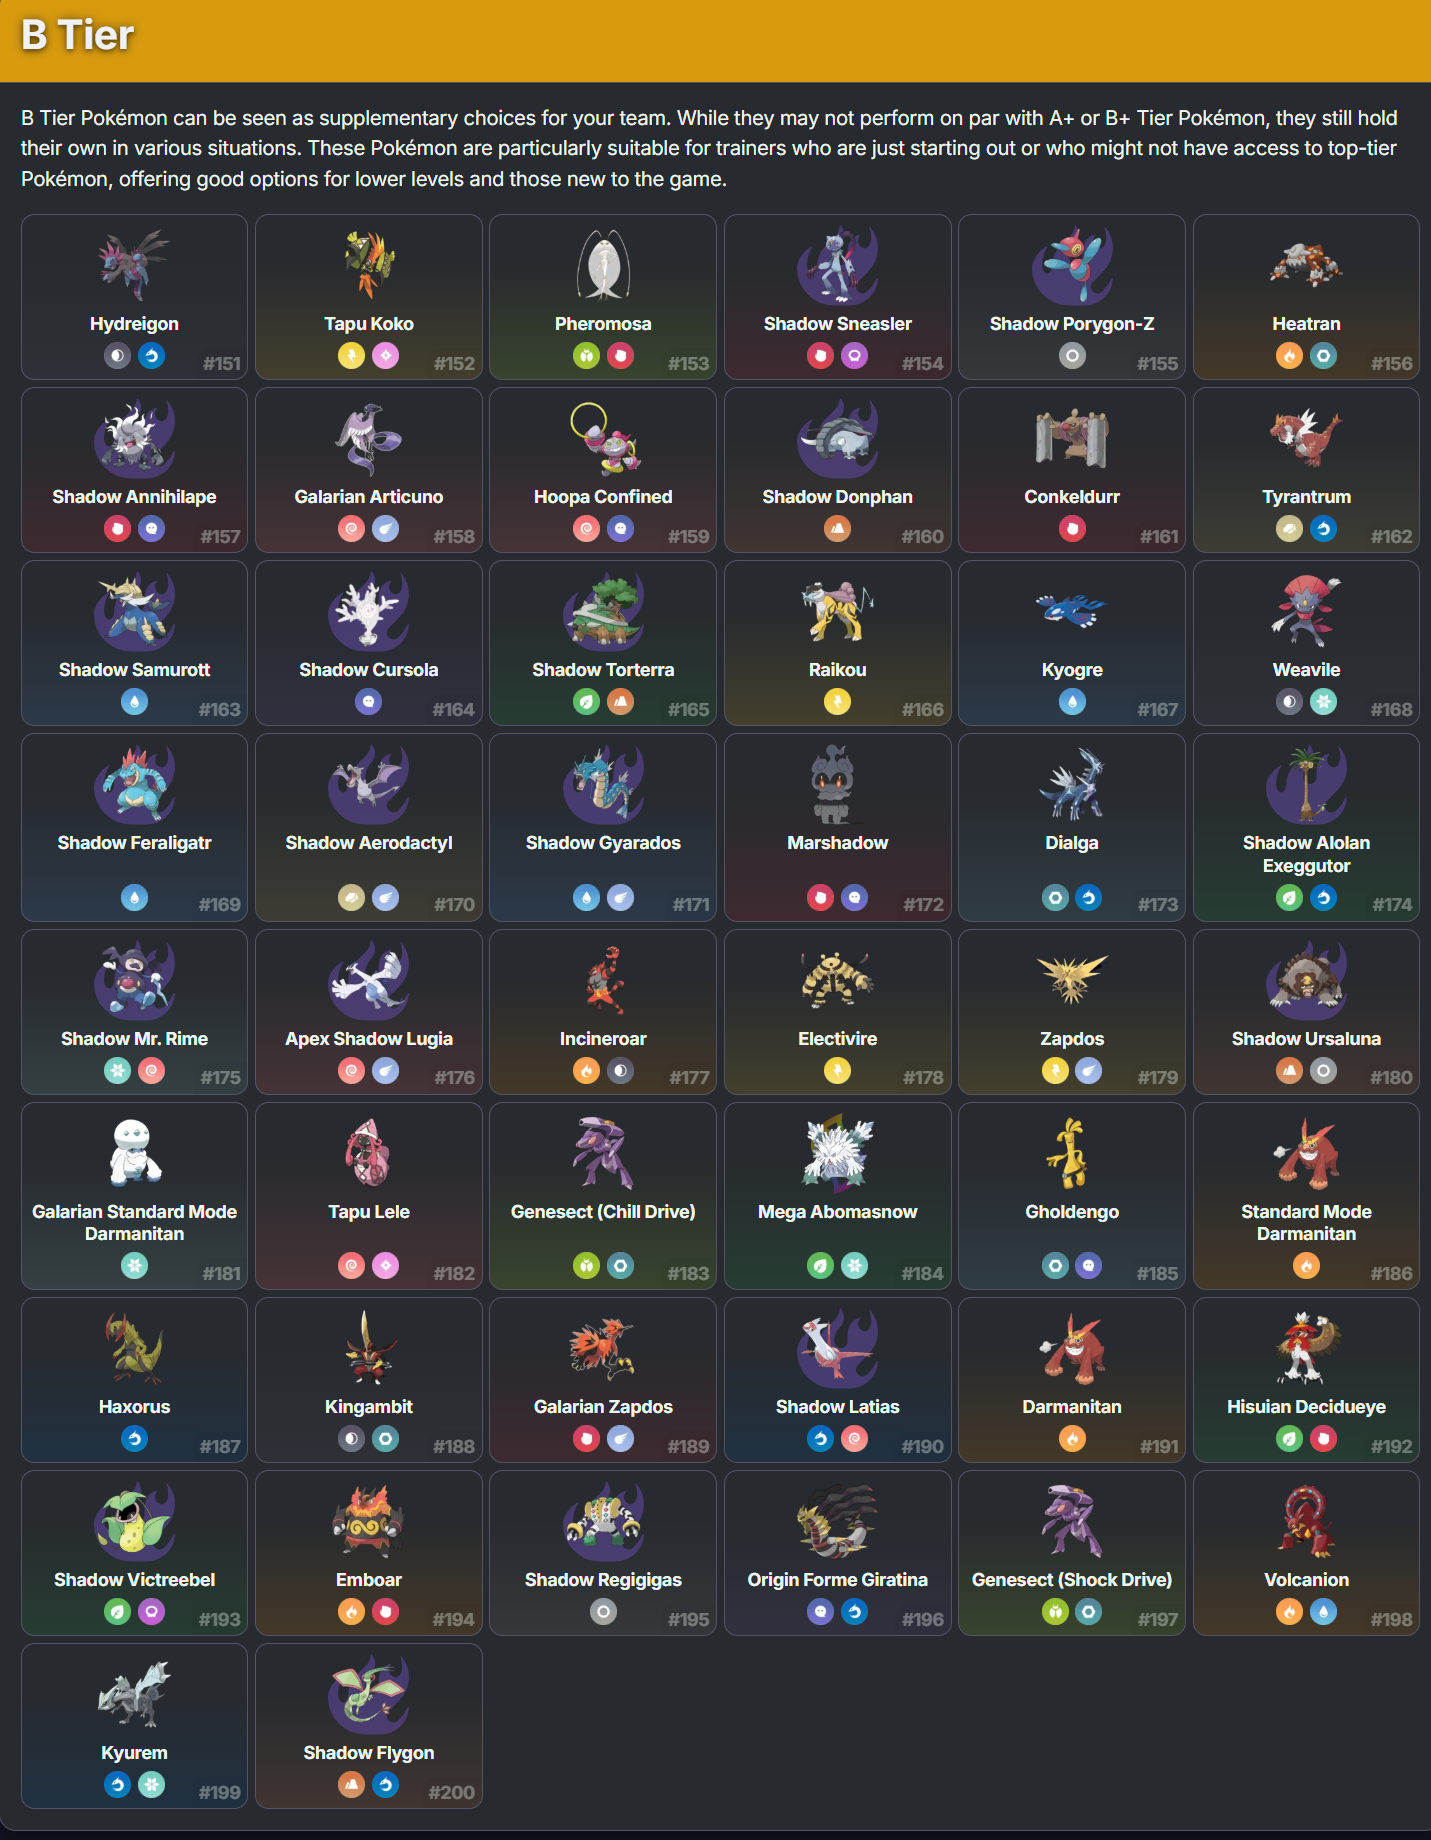 B Tier
B Tier Pokémon can be seen as supplementary choices for your team. While they may not perform on par with A+ or B+ Tier Pokémon, they still hold
their own in various situations. These Pokémon are particularly suitable for trainers who are just starting out or who might not have access to top-tier
Pokémon, offering good options for lower levels and those new to the game.
Hydreigon
#151
Tapu Koko
#152
Pheromosa
#153
Shadow Sneasler
#154
Shadow Porygon-Z
#155
Heatran
#156
Shadow Annihilape
#157
Galarian Articuno
#158
Hoopa Confined
#159
Shadow Donphan
#160
Conkeldurr
#161
Tyrantrum
#162
Shadow Samurott
#163
Shadow Cursola
#164
Shadow Torterra
#165
Raikou
#166
Kyogre
#167
Weavile
#168
Shadow Feraligatr
#169
Shadow Aerodactyl
#170
Shadow Gyarados
#171
Marshadow
#172
Dialga
#173
Shadow Alolan
Exeggutor
#174
Shadow Mr. Rime
#175
Apex Shadow Lugia
#176
Incineroar
#177
Electivire
#178
Zapdos
#179
Shadow Ursaluna
#180
Galarian Standard Mode
Darmanitan
#181
Tapu Lele
#182
Genesect (Chill Drive)
#183
Mega Abomasnow
#184
Gholdengo
#185
Standard Mode
Darmanitan
#186
Haxorus
#187
Kingambit
#188
Galarian Zapdos
#189
Shadow Latias
#190
Darmanitan
#191
Hisuian Decidueye
#192
Shadow Victreebel
#193
Emboar
#194
Shadow Regigigas
#195
Origin Forme Giratina
#196
Genesect (Shock Drive)
#197
Volcanion
#198
Kyurem
#199
Shadow Flygon
#200